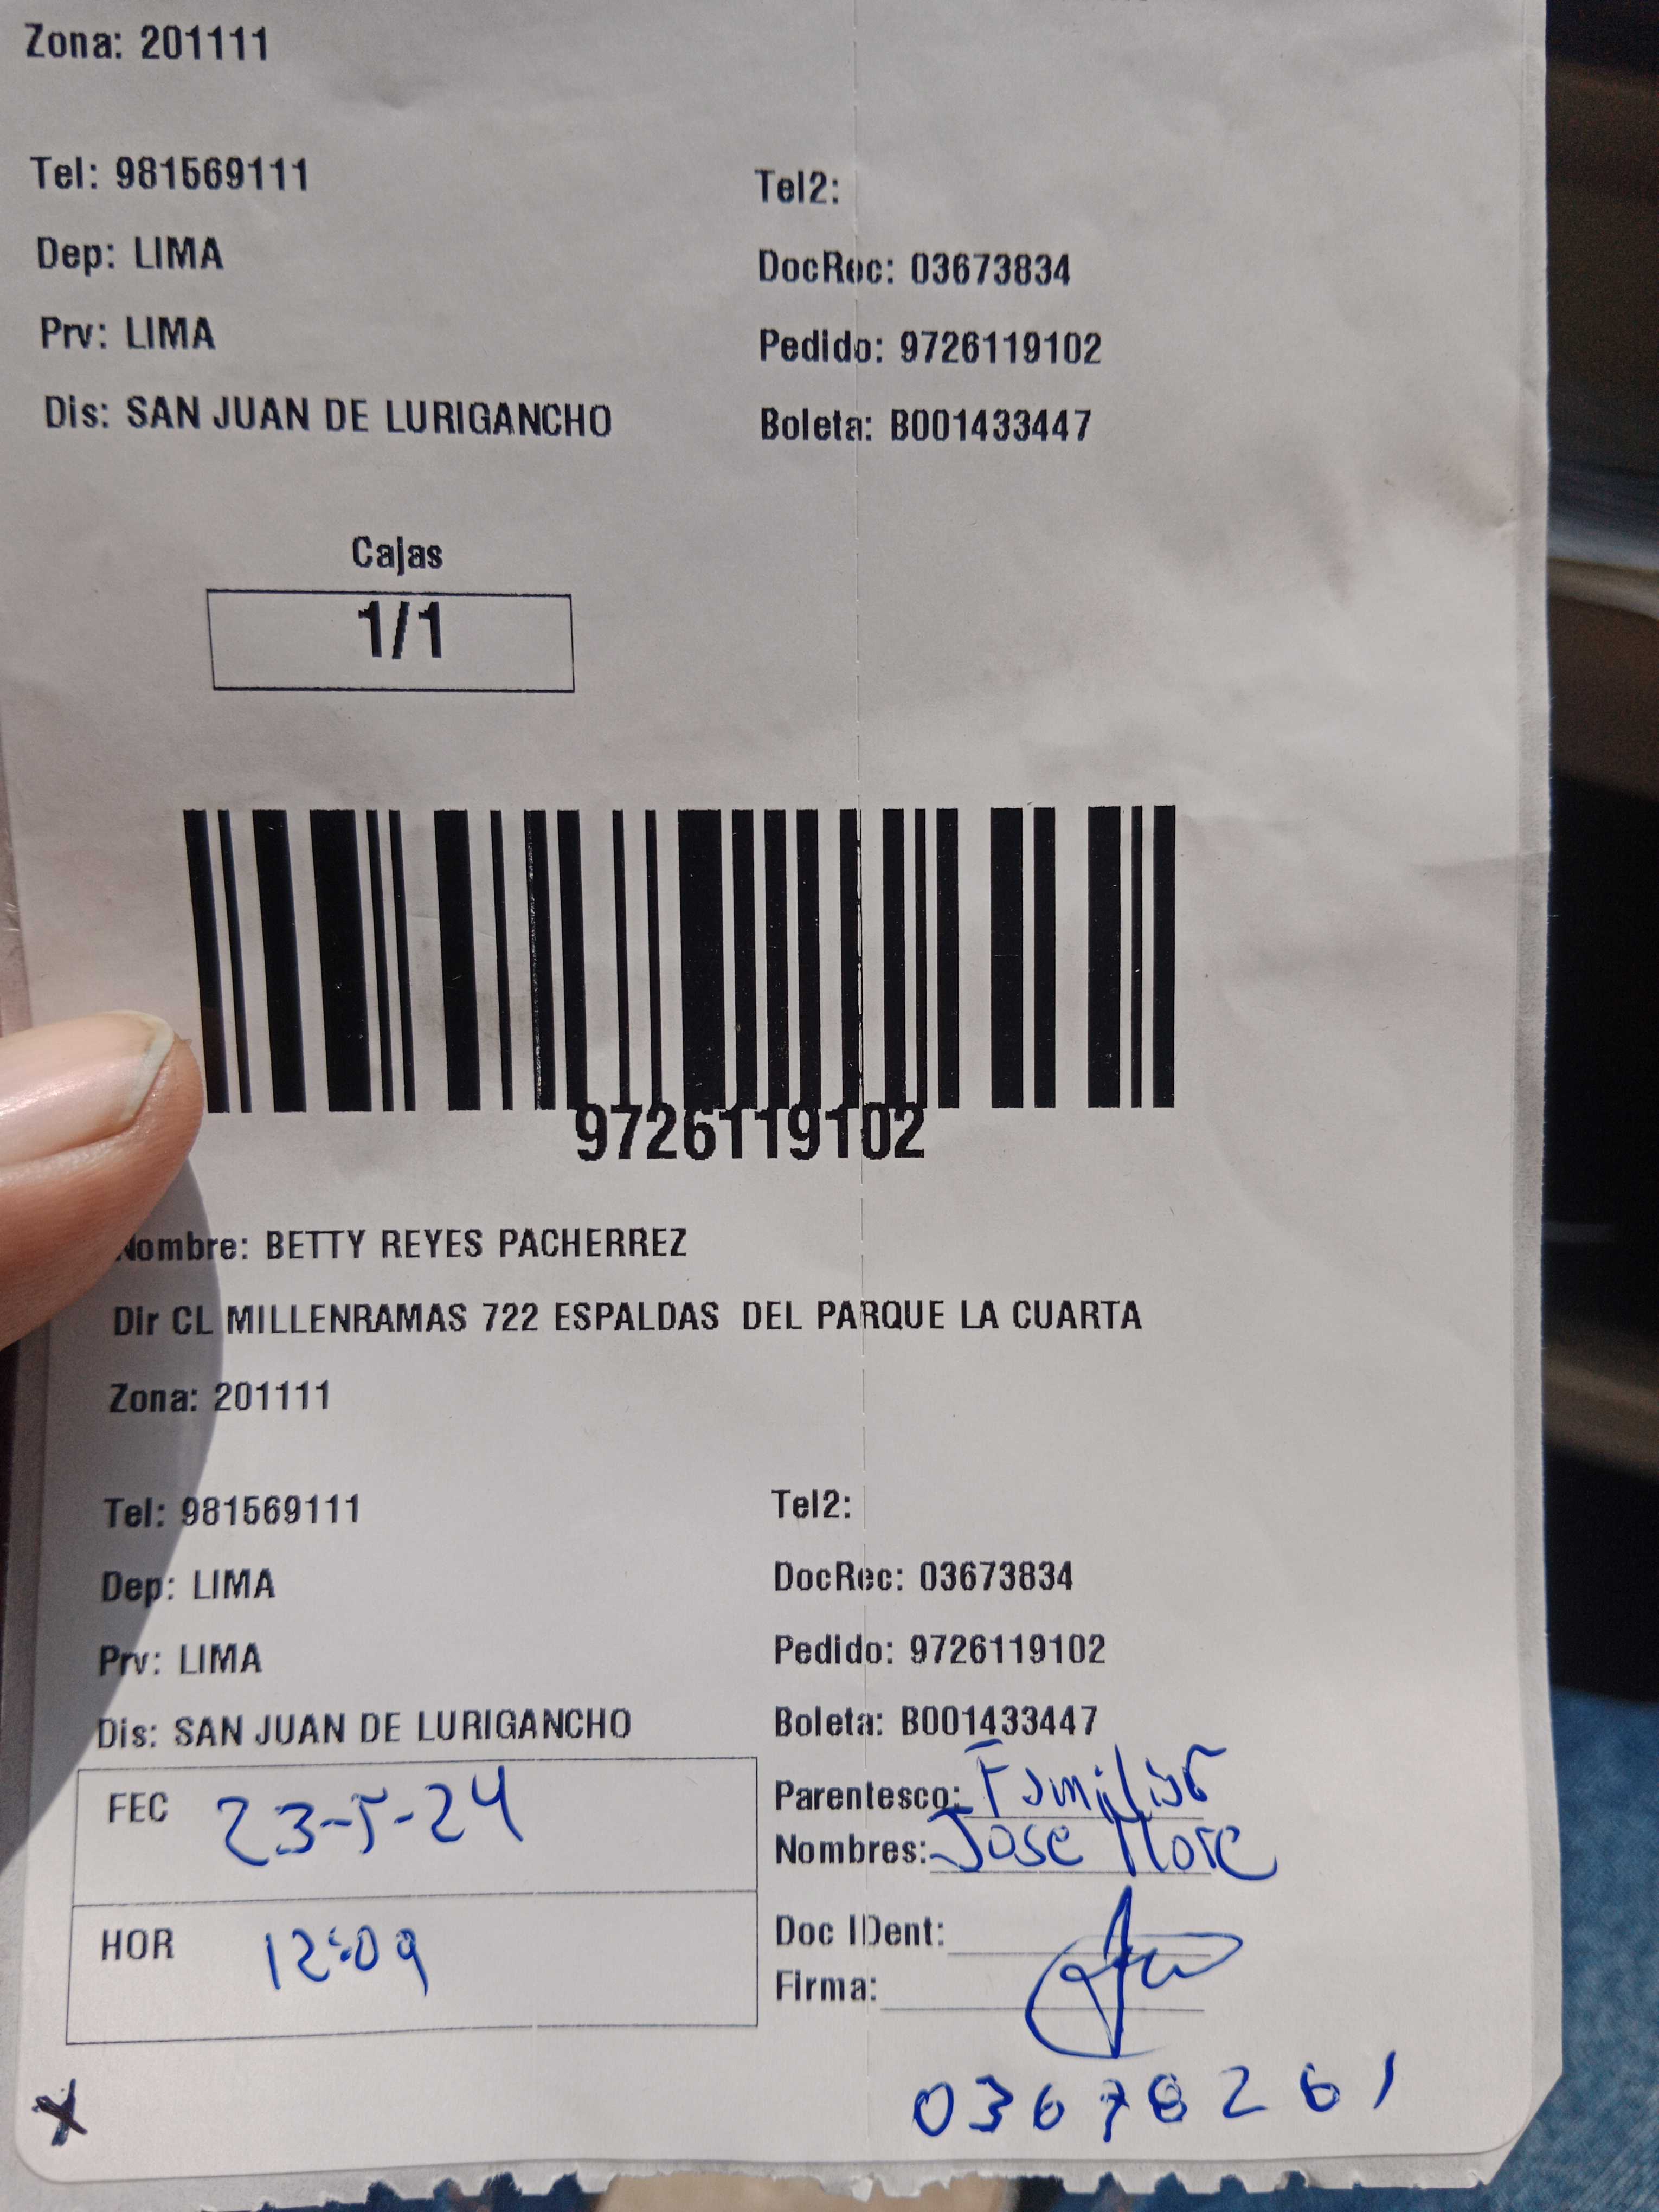 Zona: 201111
Tel: 981569111 Tel2:
Dep: LIMA DocRec: 03673834
Prv: LIMA Pedido: 9726119102
Dis: SAN JUAN DE LURIGANCHO Boleta: B001433447
Cajas
1/1
9726119102
Nombre: BETTY REYES PACHERREZ
Dir CL MILLENRAMAS 722 ESPALDAS DEL PARQUE LA CUARTA
Zona: 201111
Tel: 981569111 Tel2:
Dep: LIMA DocRec: 03673834
Prv: LIMA Pedido: 9726119102
Dis: SAN JUAN DE LURIGANCHO Boleta: B001433447
FEC 23-5-24 Parentesco: Familiar
Nombres: Jose More
HOR 12:09 Doc IDent:
Firma:
X 03678261